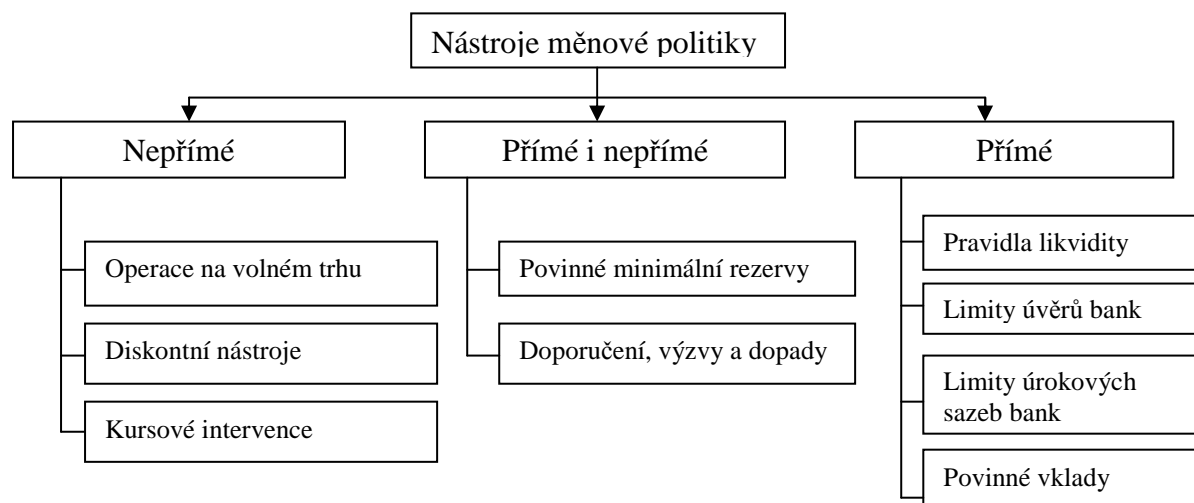 Nástroje měnové politiky
Nepřímé
Přímé i nepřímé
Přímé
Operace na volném trhu
Diskontní nástroje
Kursové intervence
Povinné minimální rezervy
Doporučení, výzvy a dopady
Pravidla likvidity
Limity úvěrů bank
Limity úrokových
sazeb bank
Povinné vklady